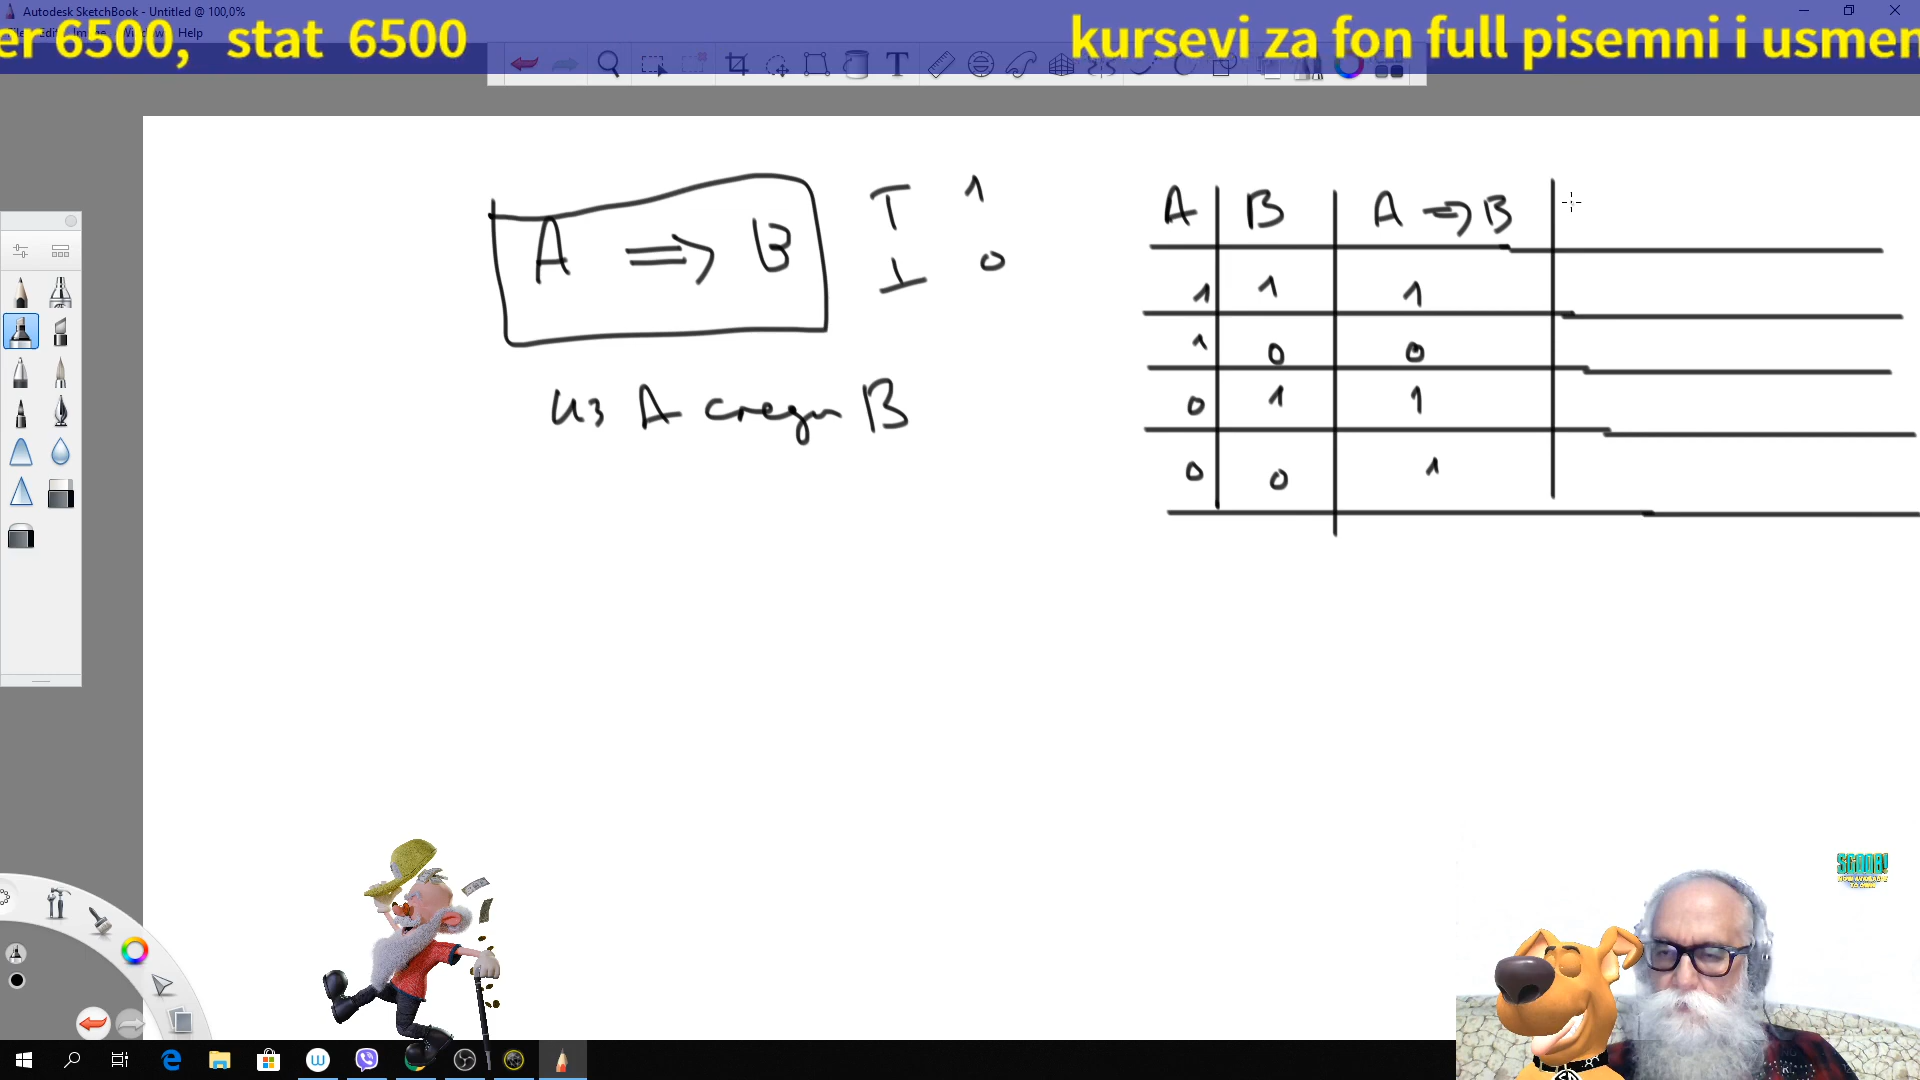 Autodesk SketchBook - Untitled @ 100,0%
Help
er 6500, stat 6500
kursevi za fon full pisemni i usmen
T
A ⇒ B ⊤ 1
⊥ 0
из A следи B
A B A ⇒ B
1 1 1
1 0 0
0 1 1
0 0 1
SCOOB!